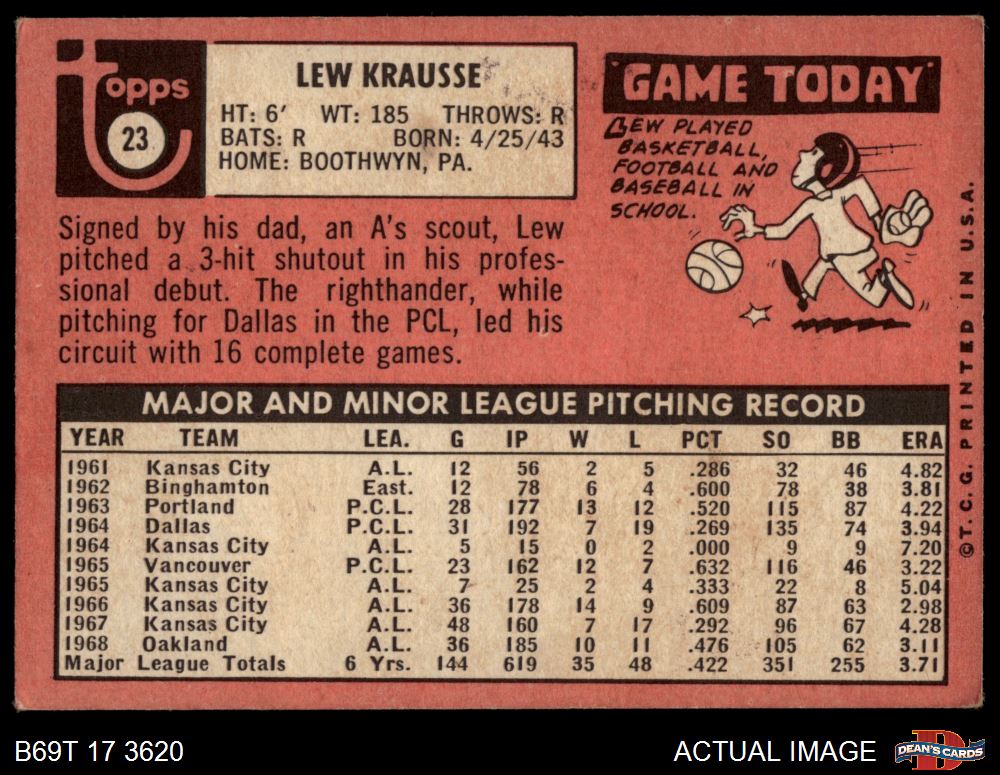 Topps
23
LEW KRAUSSE
HT: 6' WT: 185 THROWS: R
BATS: R BORN: 4/25/43
HOME: BOOTHWYN, PA.
Signed by his dad, an A's scout, Lew
pitched a 3-hit shutout in his profes-
sional debut. The righthander, while
pitching for Dallas in the PCL, led his
circuit with 16 complete games.
"GAME TODAY"
LEW PLAYED
BASKETBALL,
FOOTBALL AND
BASEBALL IN
SCHOOL.
©T.C.G. PRINTED IN U.S.A.
MAJOR AND MINOR LEAGUE PITCHING RECORD
YEAR TEAM LEA. G IP W L PCT SO BB ERA
1961 Kansas City A.L. 12 56 2 5 .286 32 46 4.82
1962 Binghamton East. 12 78 6 4 .600 78 38 3.81
1963 Portland P.C.L. 28 177 13 12 .520 115 87 4.22
1964 Dallas P.C.L. 31 192 7 19 .269 135 74 3.94
1964 Kansas City A.L. 5 15 0 2 .000 9 9 7.20
1965 Vancouver P.C.L. 23 162 12 7 .632 116 46 3.22
1965 Kansas City A.L. 7 25 2 4 .333 22 8 5.04
1966 Kansas City A.L. 36 178 14 9 .609 87 63 2.98
1967 Kansas City A.L. 48 160 7 17 .292 96 67 4.28
1968 Oakland A.L. 36 185 10 11 .476 105 62 3.11
Major League Totals 6 Yrs. 144 619 35 48 .422 351 255 3.71
B69T 17 3620
ACTUAL IMAGE
D
DEAN'S CARDS